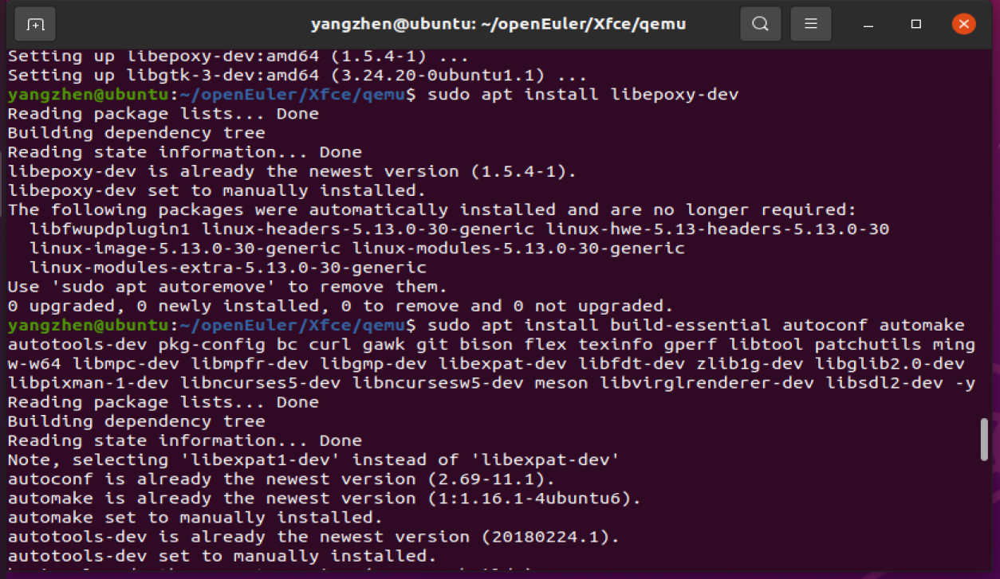 yangzhen@ubuntu: ~/openEuler/Xfce/qemu
Setting up libepoxy-dev:amd64 (1.5.4-1) ...
Setting up libgtk-3-dev:amd64 (3.24.20-0ubuntu1.1) ...
yangzhen@ubuntu:~/openEuler/Xfce/qemu$ sudo apt install libepoxy-dev
Reading package lists... Done
Building dependency tree
Reading state information... Done
libepoxy-dev is already the newest version (1.5.4-1).
libepoxy-dev set to manually installed.
The following packages were automatically installed and are no longer required:
  libfwupdplugin1 linux-headers-5.13.0-30-generic linux-hwe-5.13-headers-5.13.0-30
  linux-image-5.13.0-30-generic linux-modules-5.13.0-30-generic
  linux-modules-extra-5.13.0-30-generic
Use 'sudo apt autoremove' to remove them.
0 upgraded, 0 newly installed, 0 to remove and 0 not upgraded.
yangzhen@ubuntu:~/openEuler/Xfce/qemu$ sudo apt install build-essential autoconf automake
autotools-dev pkg-config bc curl gawk git bison flex texinfo gperf libtool patchutils ming
w-w64 libmpc-dev libmpfr-dev libgmp-dev libexpat-dev libfdt-dev zlib1g-dev libglib2.0-dev
libpixman-1-dev libncurses5-dev libncursesw5-dev meson libvirglrenderer-dev libsdl2-dev -y
Reading package lists... Done
Building dependency tree
Reading state information... Done
Note, selecting 'libexpat1-dev' instead of 'libexpat-dev'
autoconf is already the newest version (2.69-11.1).
automake is already the newest version (1:1.16.1-4ubuntu6).
automake set to manually installed.
autotools-dev is already the newest version (20180224.1).
autotools-dev set to manually installed.